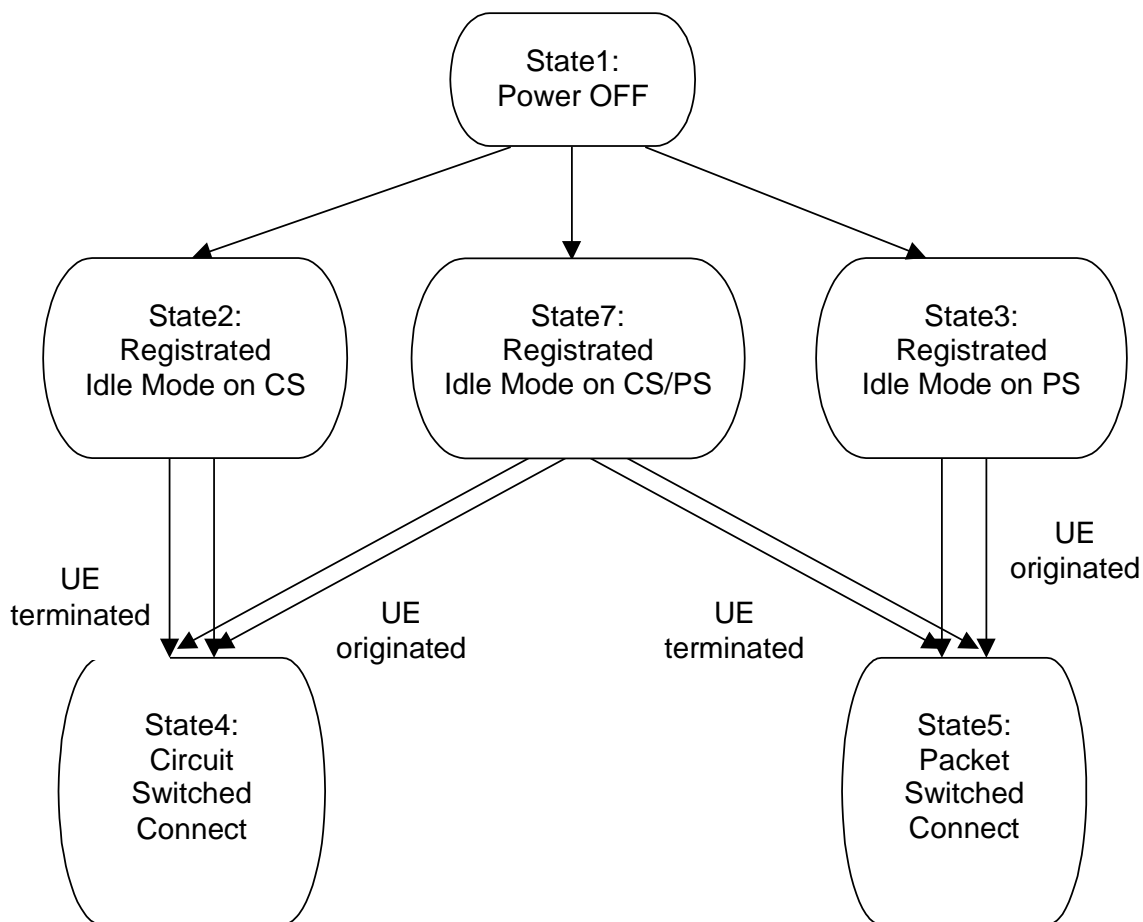 State1:
Power OFF
State2:
Registrated
Idle Mode on CS
State7:
Registrated
Idle Mode on CS/PS
State3:
Registrated
Idle Mode on PS
UE
terminated
UE
originated
UE
terminated
UE
originated
State4:
Circuit
Switched
Connect
State5:
Packet
Switched
Connect